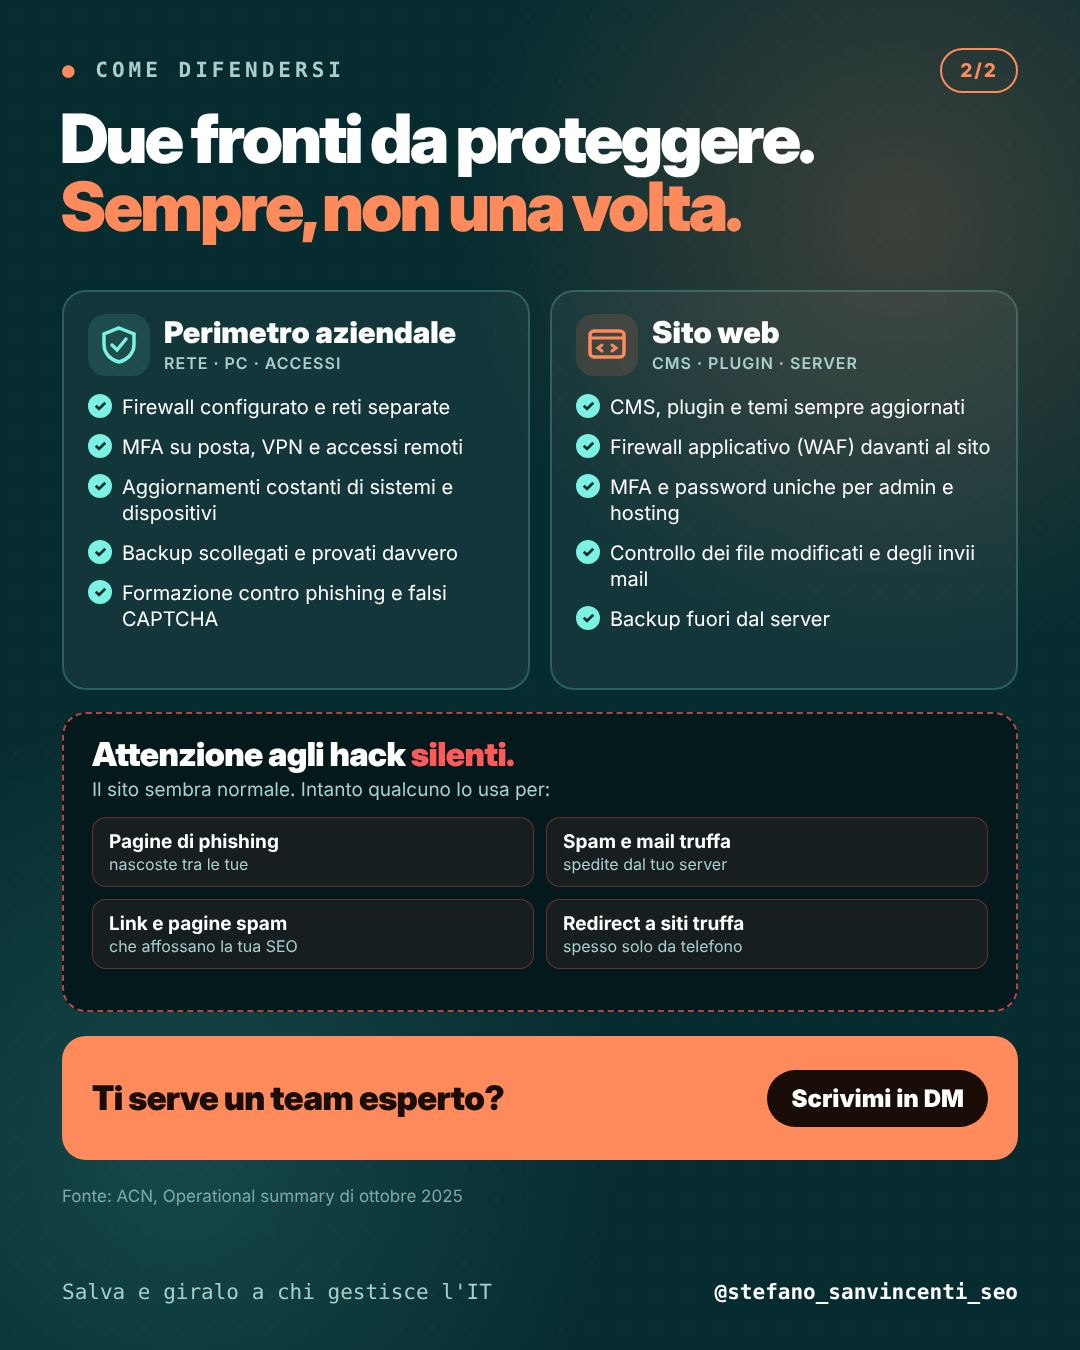 COME DIFENDERSI
2/2
Due fronti da proteggere.
Sempre, non una volta.
Perimetro aziendale
RETE · PC · ACCESSI
Firewall configurato e reti separate
MFA su posta, VPN e accessi remoti
Aggiornamenti costanti di sistemi e
dispositivi
Backup scollegati e provati davvero
Formazione contro phishing e falsi
CAPTCHA
Sito web
CMS · PLUGIN · SERVER
CMS, plugin e temi sempre aggiornati
Firewall applicativo (WAF) davanti al sito
MFA e password uniche per admin e
hosting
Controllo dei file modificati e degli invii
mail
Backup fuori dal server
Attenzione agli hack silenti.
Il sito sembra normale. Intanto qualcuno lo usa per:
Pagine di phishing
nascoste tra le tue
Spam e mail truffa
spedite dal tuo server
Link e pagine spam
che affossano la tua SEO
Redirect a siti truffa
spesso solo da telefono
Ti serve un team esperto?
Scrivimi in DM
Fonte: ACN, Operational summary di ottobre 2025
Salva e giralo a chi gestisce l'IT
@stefano_sanvincenti_seo